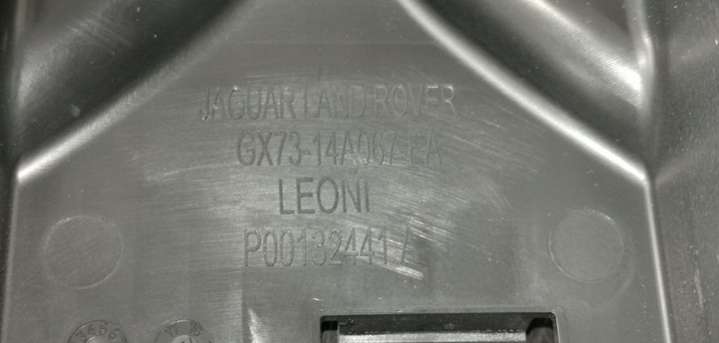 JAGUAR LAND ROVER
GX73-14A067-EA
LEONI
P00132441 A